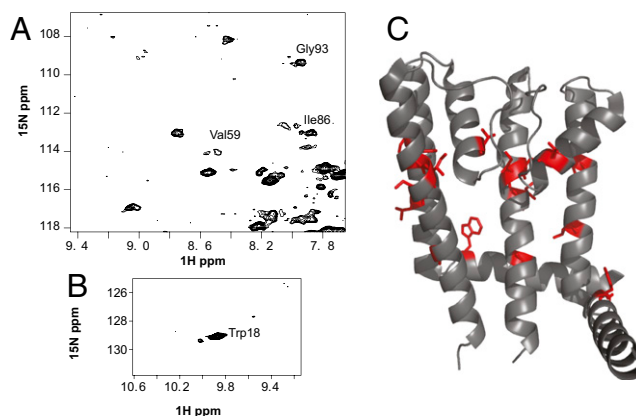 A
C
108
110
112
114
116
118
15N ppm
Gly93
Ile86
Val59
9. 4 9. 0 8. 6 8. 2 7. 8
1H ppm
B
126
128
130
15N ppm
Trp18
10.6 10.2 9.8 9.4
1H ppm